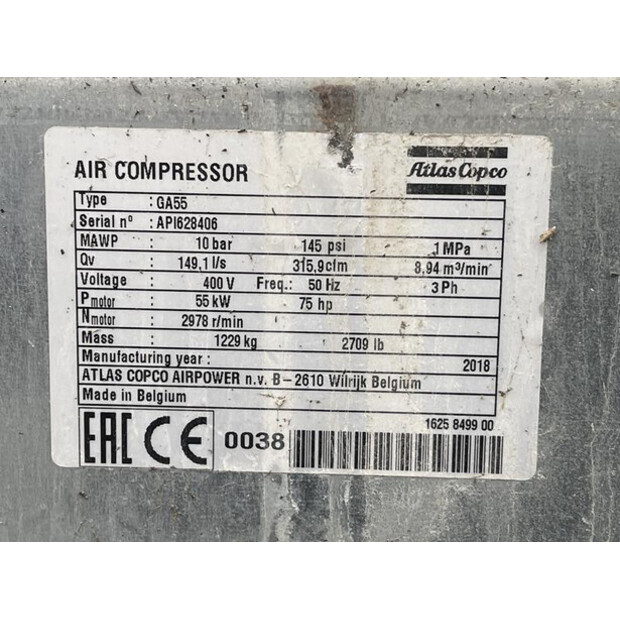 AIR COMPRESSOR
Atlas Copco
Type : GA55
Serial nº : API628406
MAWP : 10 bar 145 psi 1 MPa
Qv : 149,1 l/s 315,9cfm 8,94 m³/min
Voltage : 400 V Freq.: 50 Hz 3 Ph
Pmotor : 55 kW 75 hp
Nmotor : 2978 r/min
Mass : 1229 kg 2709 lb
Manufacturing year : 2018
ATLAS COPCO AIRPOWER n.v. B-2610 Wilrijk Belgium
Made in Belgium
EAC CE 0038
1625 8499 00